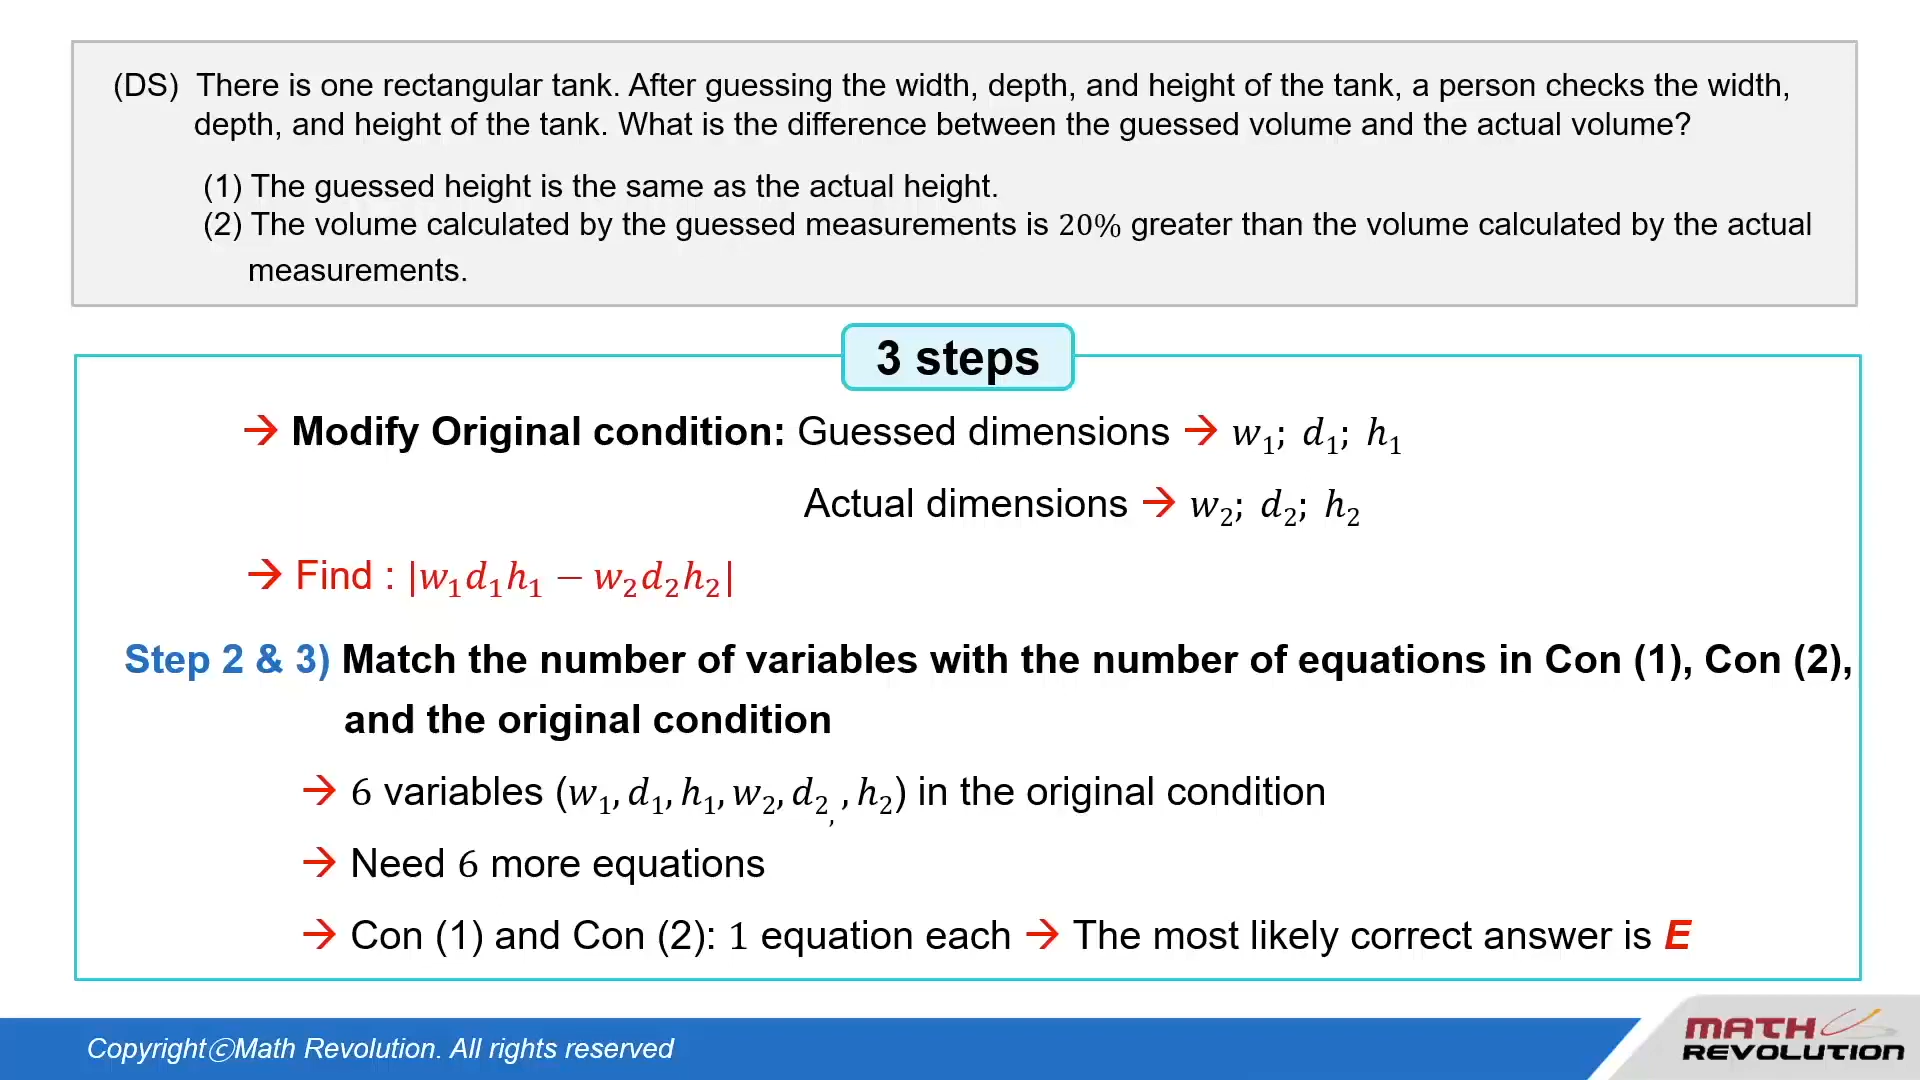 (DS) There is one rectangular tank. After guessing the width, depth, and height of the tank, a person checks the width,
depth, and height of the tank. What is the difference between the guessed volume and the actual volume?
(1) The guessed height is the same as the actual height.
(2) The volume calculated by the guessed measurements is 20% greater than the volume calculated by the actual
measurements.
3 steps
→ Modify Original condition: Guessed dimensions → w₁; d₁; h₁
Actual dimensions → w₂; d₂; h₂
→ Find : |w₁d₁h₁ − w₂d₂h₂|
Step 2 & 3) Match the number of variables with the number of equations in Con (1), Con (2),
and the original condition
→ 6 variables (w₁, d₁, h₁, w₂, d₂, , h₂) in the original condition
→ Need 6 more equations
→ Con (1) and Con (2): 1 equation each → The most likely correct answer is E
CopyrightⓒMath Revolution. All rights reserved
MATH
REVOLUTION